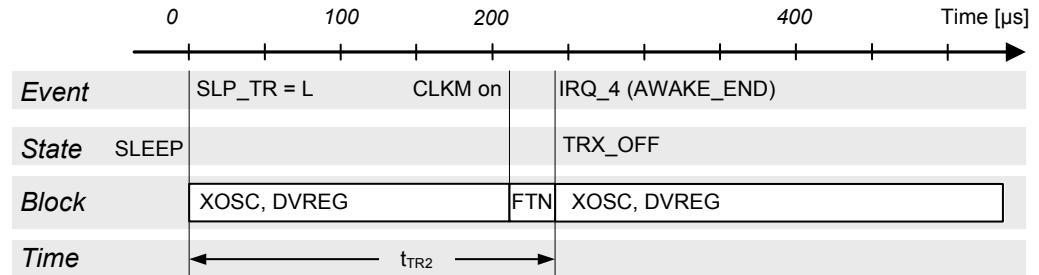 0 100 200 400 Time [µs]
Event SLP_TR = L CLKM on IRQ_4 (AWAKE_END)
State SLEEP TRX_OFF
Block XOSC, DVREG FTN XOSC, DVREG
Time tTR2